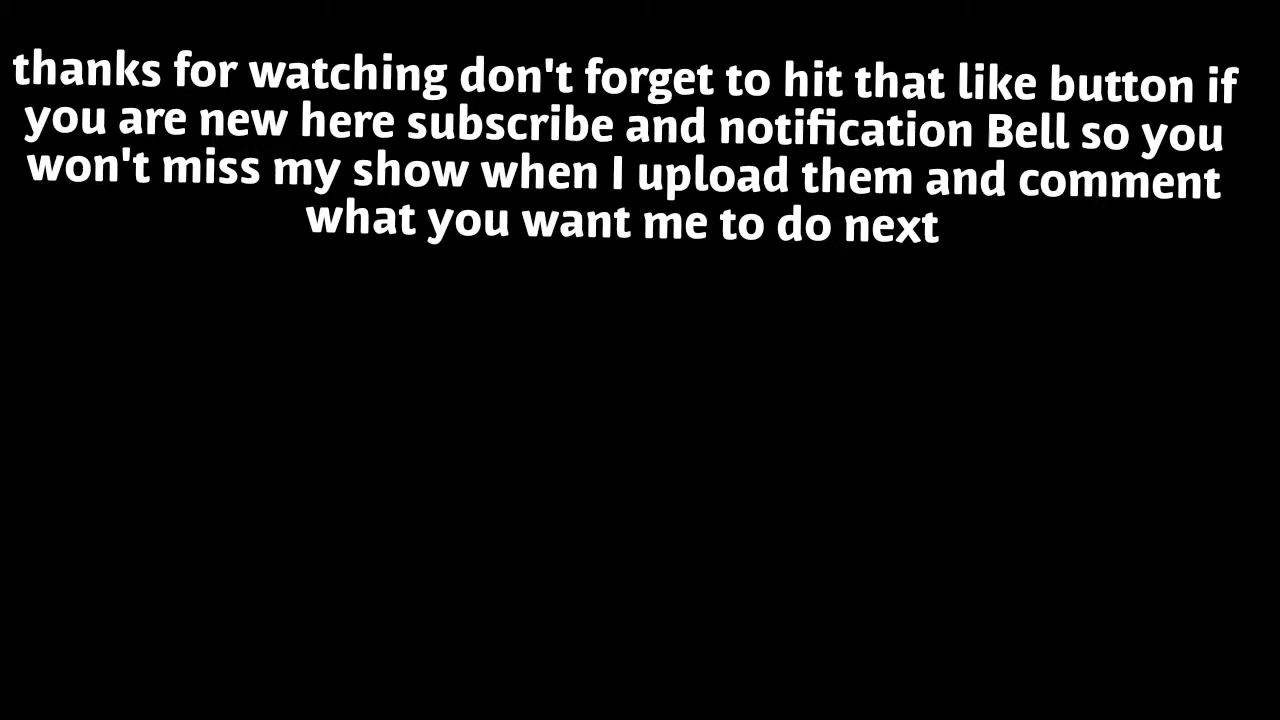 thanks for watching don't forget to hit that like button if
you are new here subscribe and notification Bell so you
won't miss my show when I upload them and comment
what you want me to do next